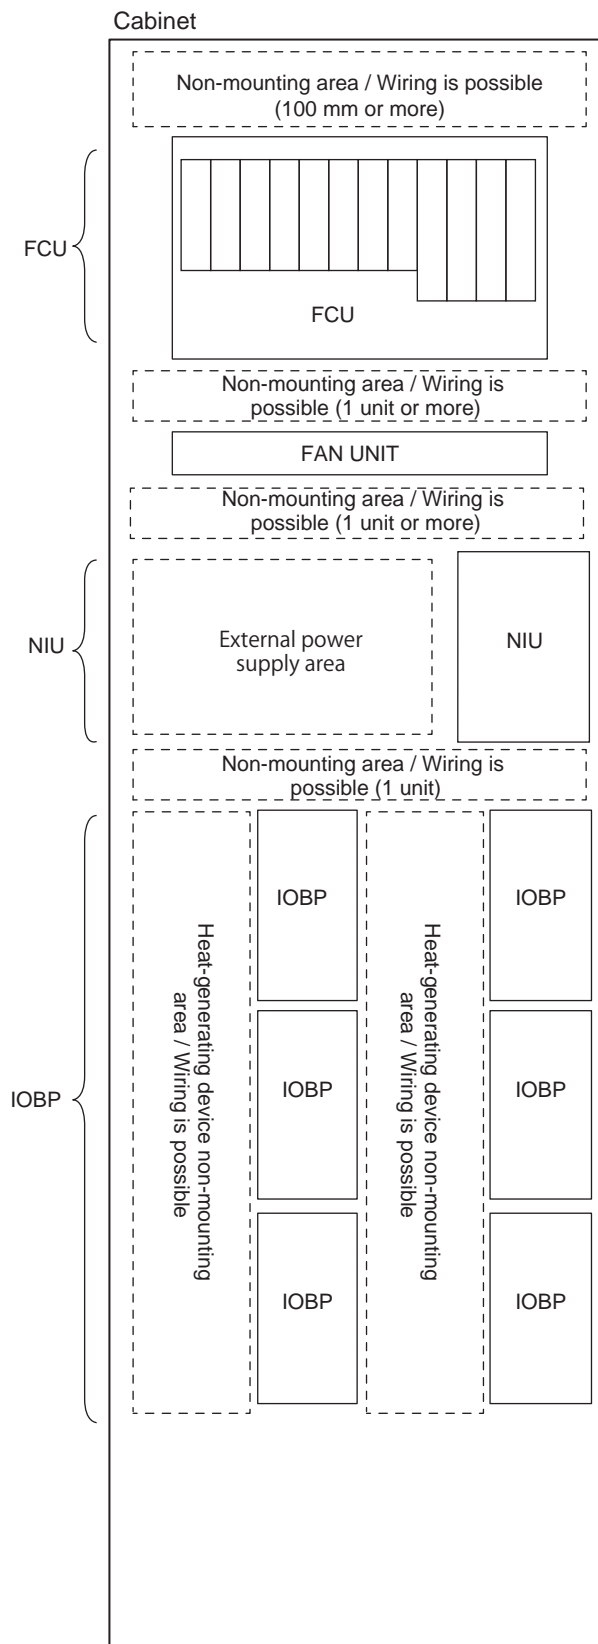 Cabinet
Non-mounting area / Wiring is possible
(100 mm or more)
FCU
FCU
Non-mounting area / Wiring is
possible (1 unit or more)
FAN UNIT
Non-mounting area / Wiring is
possible (1 unit or more)
External power
supply area
NIU
NIU
Non-mounting area / Wiring is
possible (1 unit)
IOBP
IOBP
Heat-generating device non-mounting
area / Wiring is possible
Heat-generating device non-mounting
area / Wiring is possible
IOBP
IOBP
IOBP
IOBP
IOBP